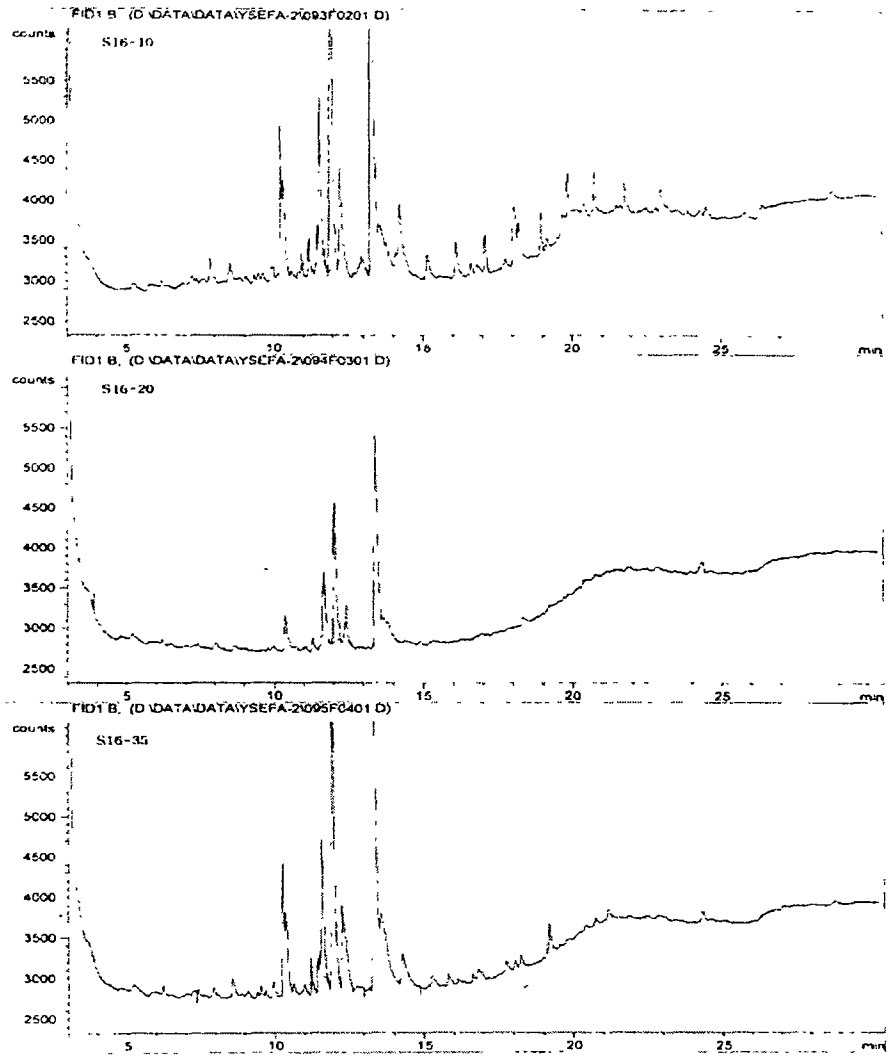 FID1 B, (D:\DATA\DATA\YSEFA-2\093F0201 D)
counts
S16-10
5500
5000
4500
4000
3500
3000
2500
5 10 15 20 25 min
FID1 B, (D:\DATA\DATA\YSEFA-2\094F0301 D)
counts
S16-20
5500
5000
4500
4000
3500
3000
2500
5 10 15 20 25 min
FID1 B, (D:\DATA\DATA\YSEFA-2\095F0401 D)
counts
S16-35
5500
5000
4500
4000
3500
3000
2500
5 10 15 20 25 min